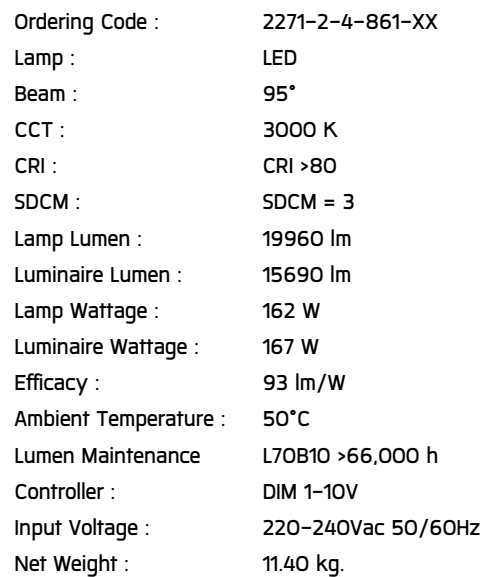 Ordering Code : 2271-2-4-861-XX
Lamp : LED
Beam : 95°
CCT : 3000 K
CRI : CRI >80
SDCM : SDCM = 3
Lamp Lumen : 19960 lm
Luminaire Lumen : 15690 lm
Lamp Wattage : 162 W
Luminaire Wattage : 167 W
Efficacy : 93 lm/W
Ambient Temperature : 50°C
Lumen Maintenance L70B10 >66,000 h
Controller : DIM 1-10V
Input Voltage : 220-240Vac 50/60Hz
Net Weight : 11.40 kg.